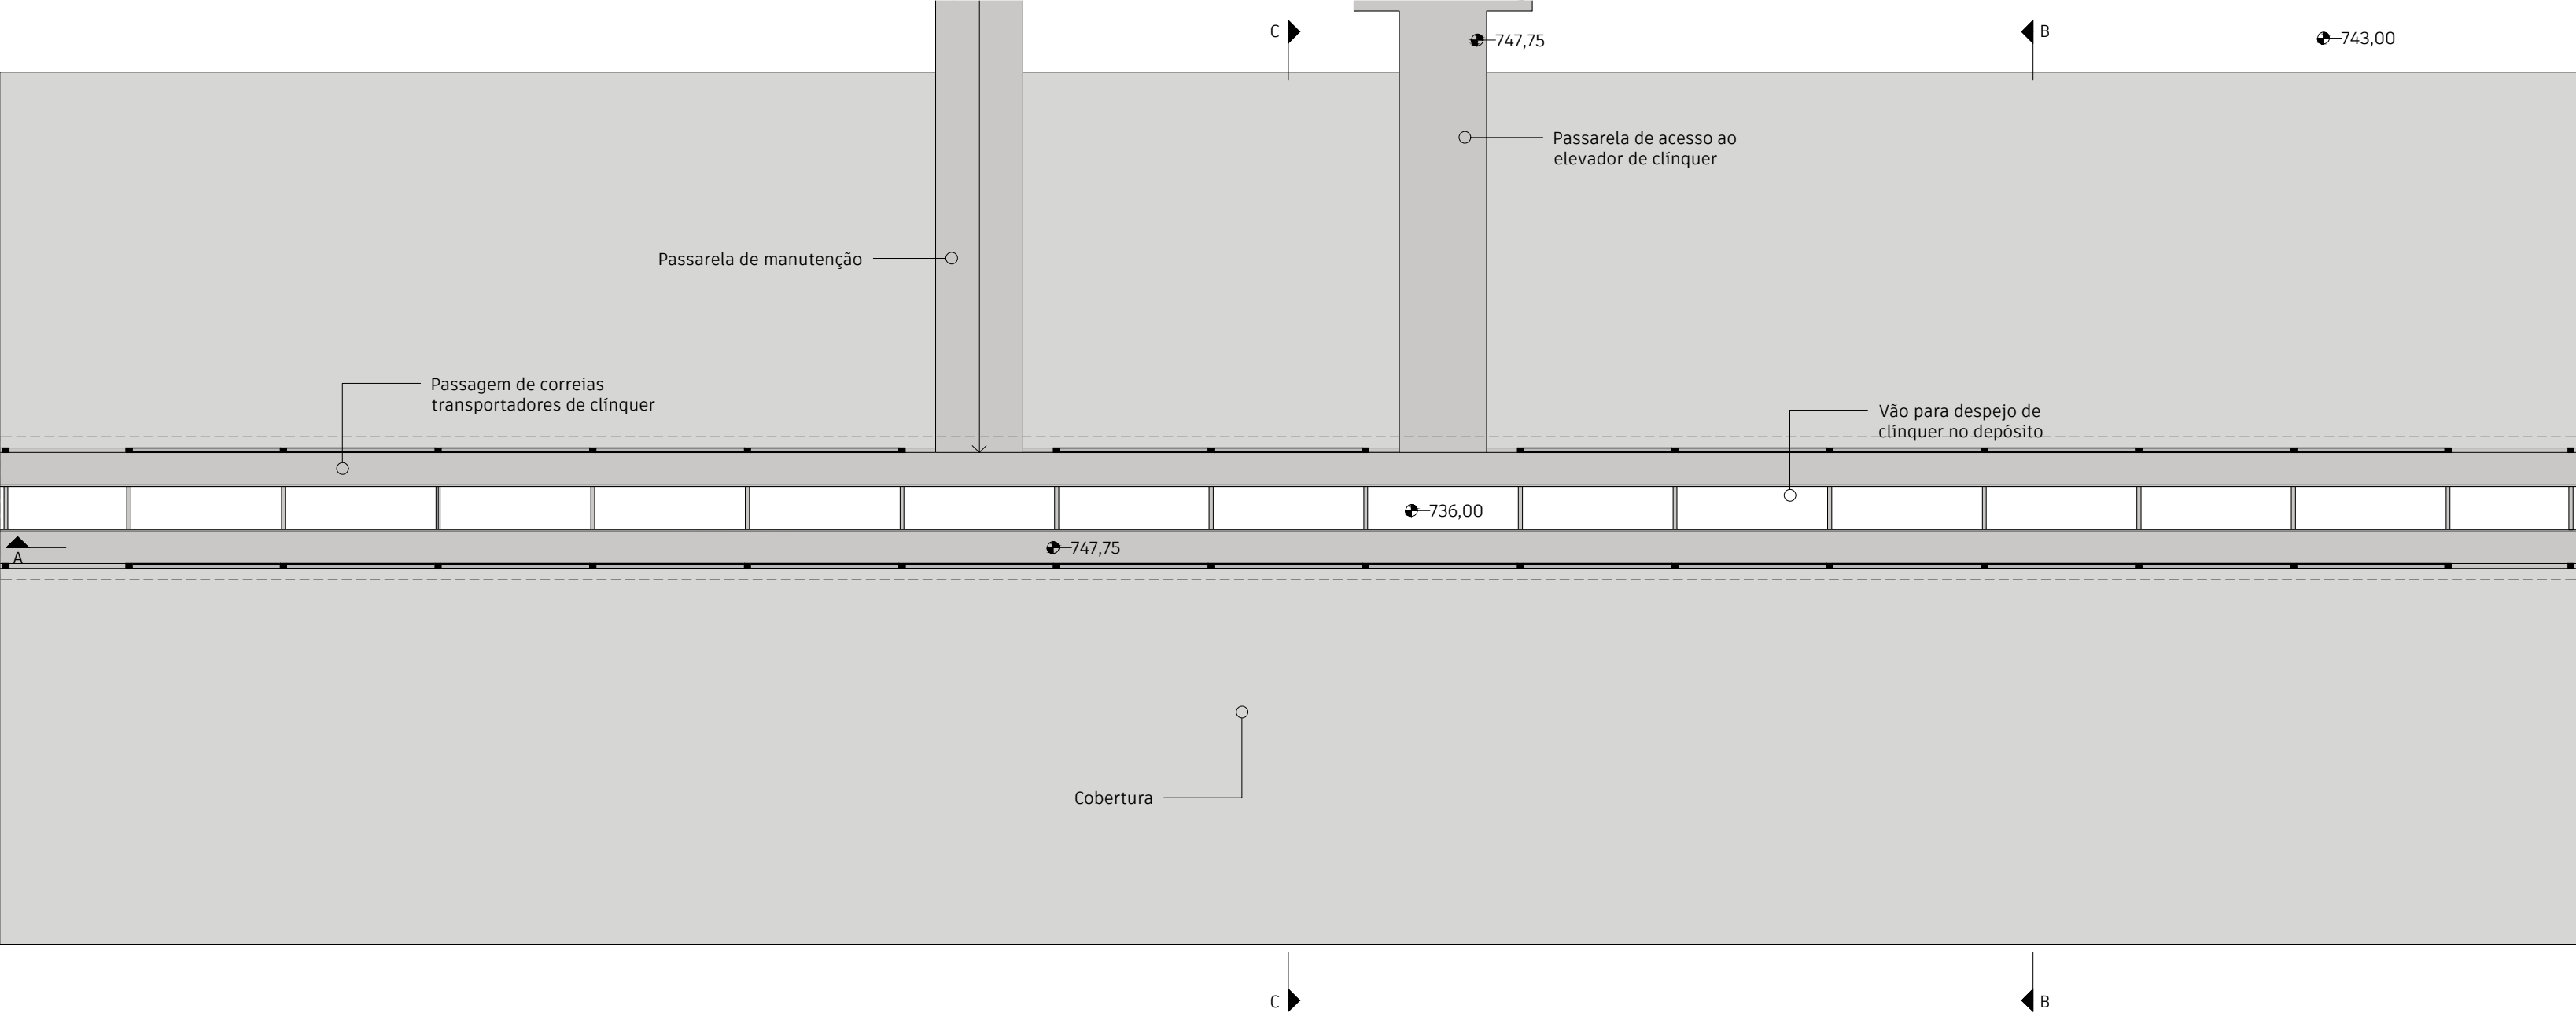 C
747,75
B
743,00
Passarela de acesso ao
elevador de clínquer
Passarela de manutenção
Passagem de correias
transportadores de clínquer
Vão para despejo de
clínquer no depósito
736,00
A
747,75
Cobertura
C
B